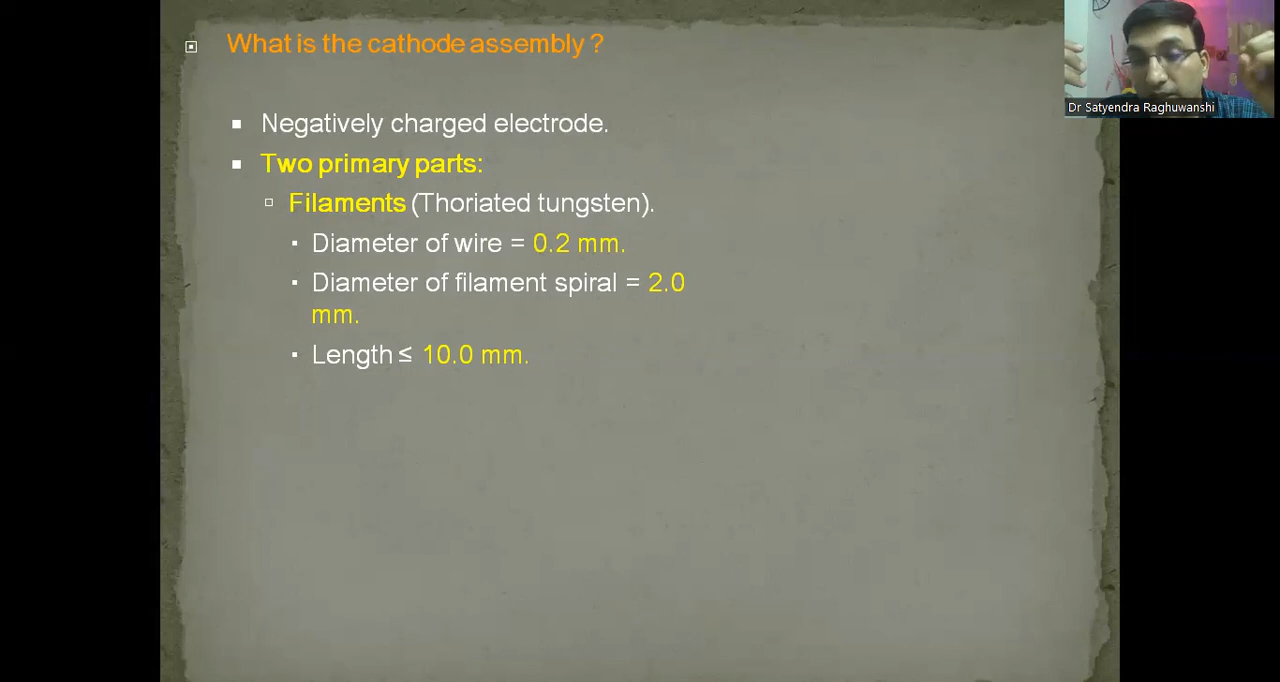 What is the cathode assembly ?
Dr Satyendra Raghuwanshi
Negatively charged electrode.
Two primary parts:
Filaments (Thoriated tungsten).
Diameter of wire = 0.2 mm.
Diameter of filament spiral = 2.0
mm.
Length ≤ 10.0 mm.